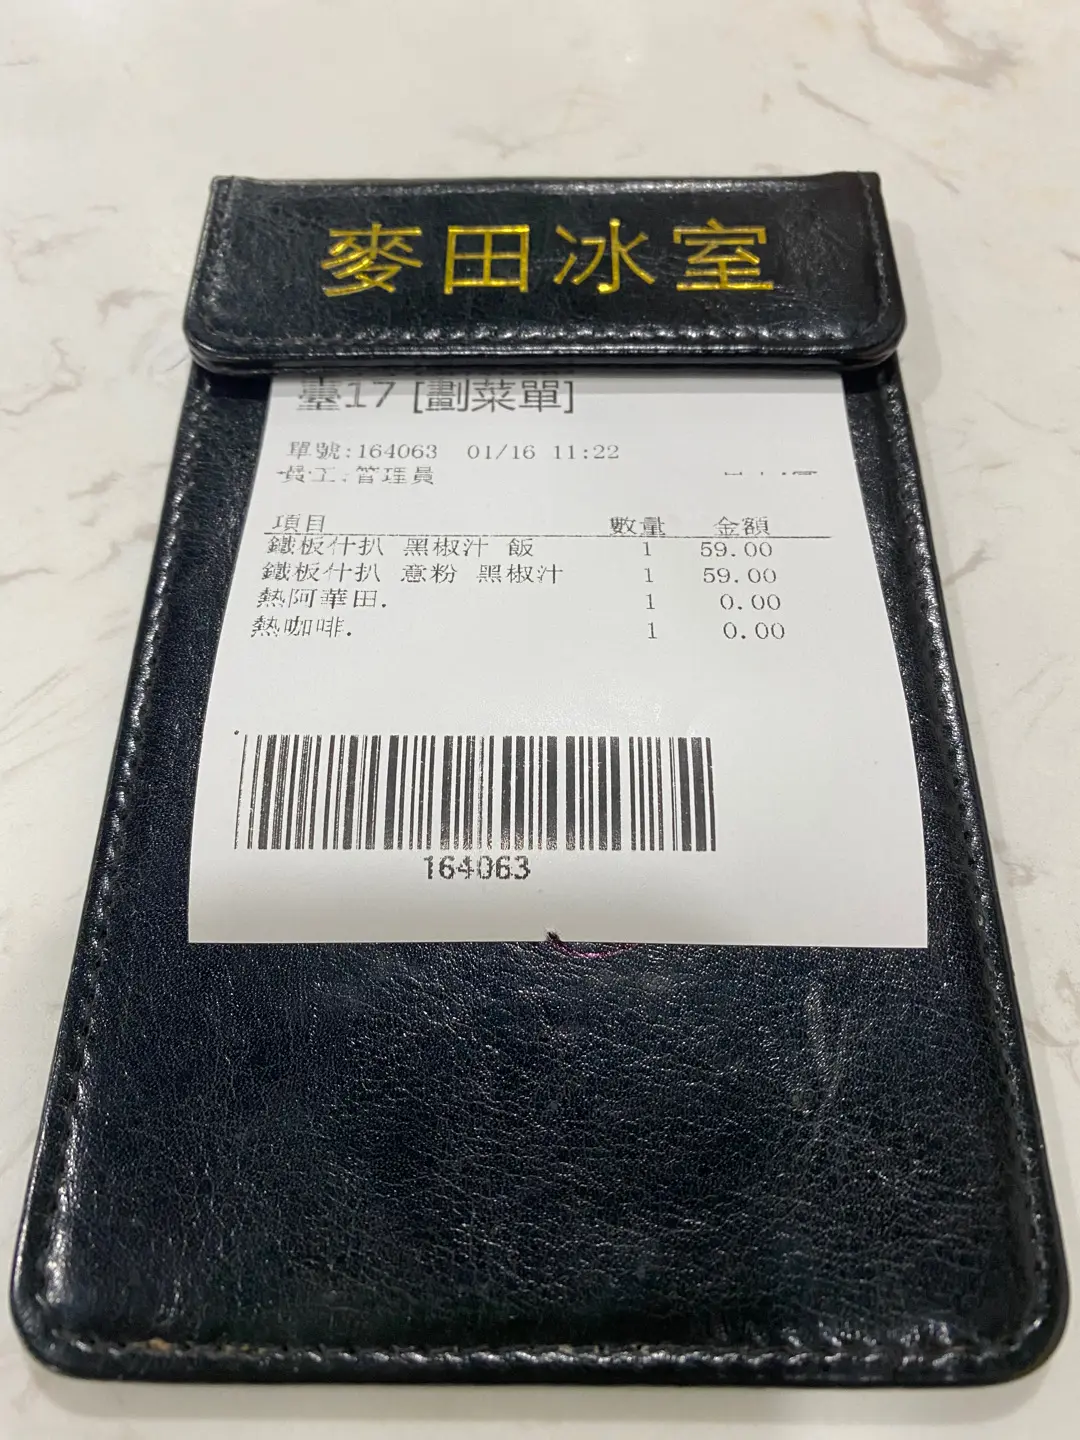 麥田冰室
臺17 [劃菜單]
單號:164063 01/16 11:22
員工:管理員
項目 數量 金額
鐵板什扒 黑椒汁 飯 1 59.00
鐵板什扒 意粉 黑椒汁 1 59.00
熱阿華田. 1 0.00
熱咖啡. 1 0.00
164063